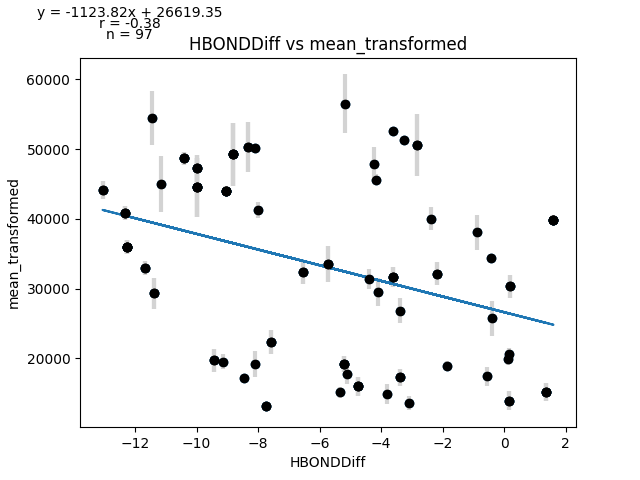 y = -1123.82x + 26619.35
r = -0.38
n = 97
HBONDDiff vs mean_transformed
60000
50000
40000
30000
20000
mean_transformed
−12 −10 −8 −6 −4 −2 0 2
HBONDDiff